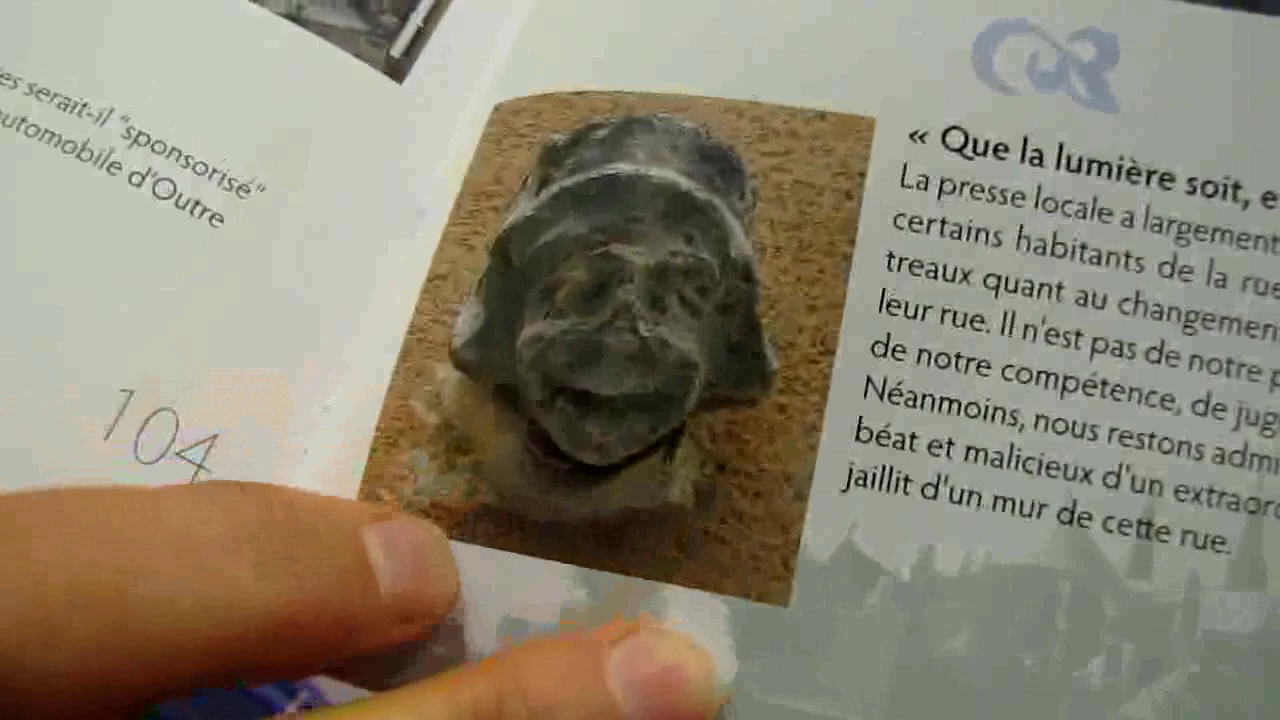 es serait-il "sponsorisé"
utomobile d'Outre
104
« Que la lumière soit, e
La presse locale a largement
certains habitants de la rue
treaux quant au changemen
leur rue. Il n'est pas de notre p
de notre compétence, de jug
Néanmoins, nous restons admi
béat et malicieux d'un extraor
jaillit d'un mur de cette rue.